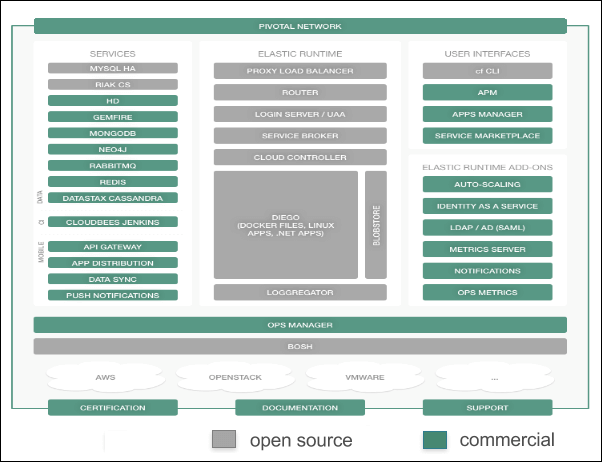 PIVOTAL NETWORK
SERVICES
MYSQL HA
RIAK CS
HD
GEMFIRE
MONGODB
NEO4J
RABBITMQ
REDIS
DATASTAX CASSANDRA
CLOUDBEES JENKINS
API GATEWAY
APP DISTRIBUTION
DATA SYNC
PUSH NOTIFICATIONS
DATA
CI
MOBILE
ELASTIC RUNTIME
PROXY LOAD BALANCER
ROUTER
LOGIN SERVER / UAA
SERVICE BROKER
CLOUD CONTROLLER
DIEGO
(DOCKER FILES, LINUX
APPS, .NET APPS)
BLOBSTORE
LOGGREGATOR
USER INTERFACES
cf CLI
APM
APPS MANAGER
SERVICE MARKETPLACE
ELASTIC RUNTIME ADD-ONS
AUTO-SCALING
IDENTITY AS A SERVICE
LDAP / AD (SAML)
METRICS SERVER
NOTIFICATIONS
OPS METRICS
OPS MANAGER
BOSH
AWS
OPENSTACK
VMWARE
...
CERTIFICATION
DOCUMENTATION
SUPPORT
open source
commercial